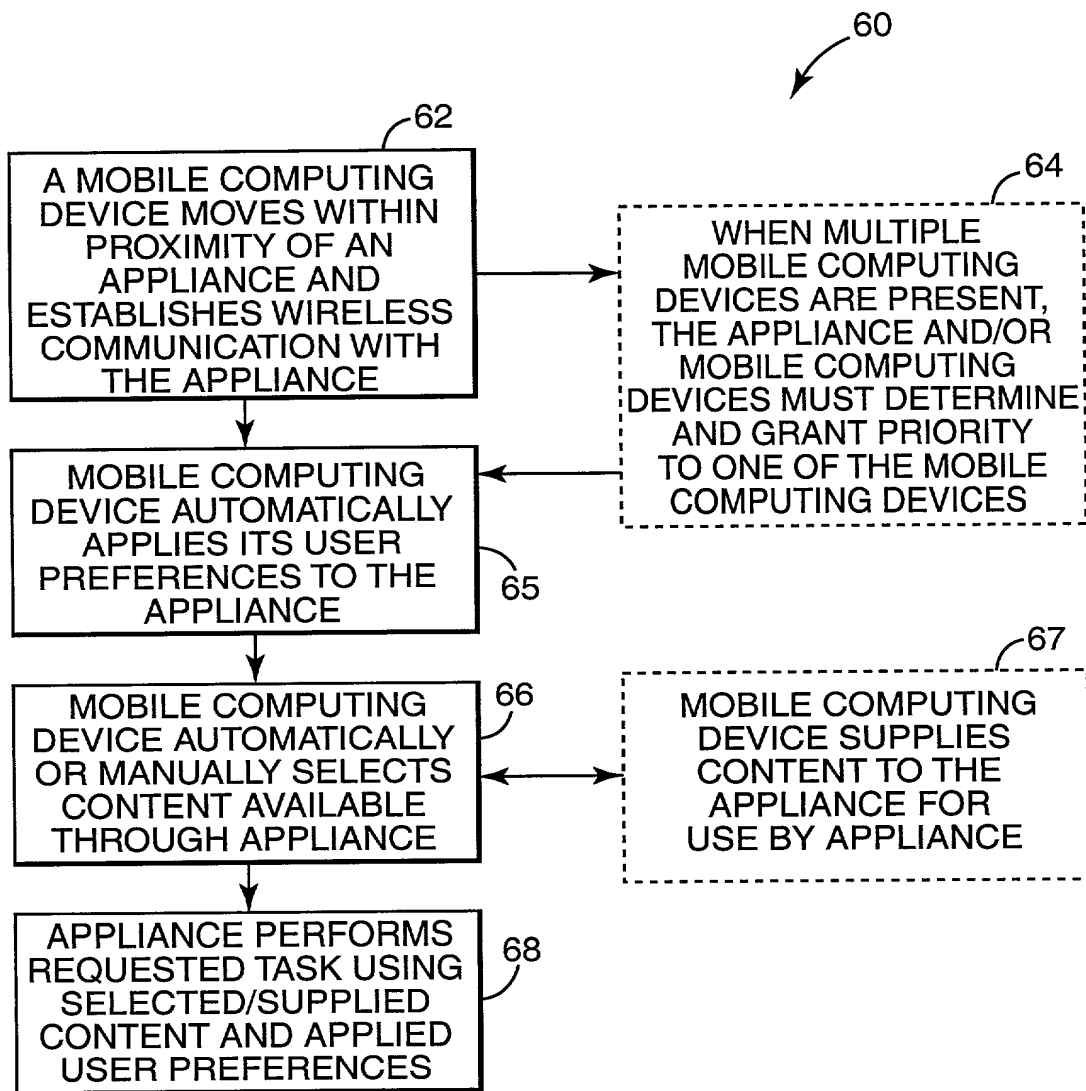 60
62
A MOBILE COMPUTING
DEVICE MOVES WITHIN
PROXIMITY OF AN
APPLIANCE AND
ESTABLISHES WIRELESS
COMMUNICATION WITH
THE APPLIANCE
64
WHEN MULTIPLE
MOBILE COMPUTING
DEVICES ARE PRESENT,
THE APPLIANCE AND/OR
MOBILE COMPUTING
DEVICES MUST DETERMINE
AND GRANT PRIORITY
TO ONE OF THE MOBILE
COMPUTING DEVICES
MOBILE COMPUTING
DEVICE AUTOMATICALLY
APPLIES ITS USER
PREFERENCES TO THE
APPLIANCE
65
MOBILE COMPUTING
DEVICE AUTOMATICALLY
OR MANUALLY SELECTS
CONTENT AVAILABLE
THROUGH APPLIANCE
66
67
MOBILE COMPUTING
DEVICE SUPPLIES
CONTENT TO THE
APPLIANCE FOR
USE BY APPLIANCE
APPLIANCE PERFORMS
REQUESTED TASK USING
SELECTED/SUPPLIED
CONTENT AND APPLIED
USER PREFERENCES
68